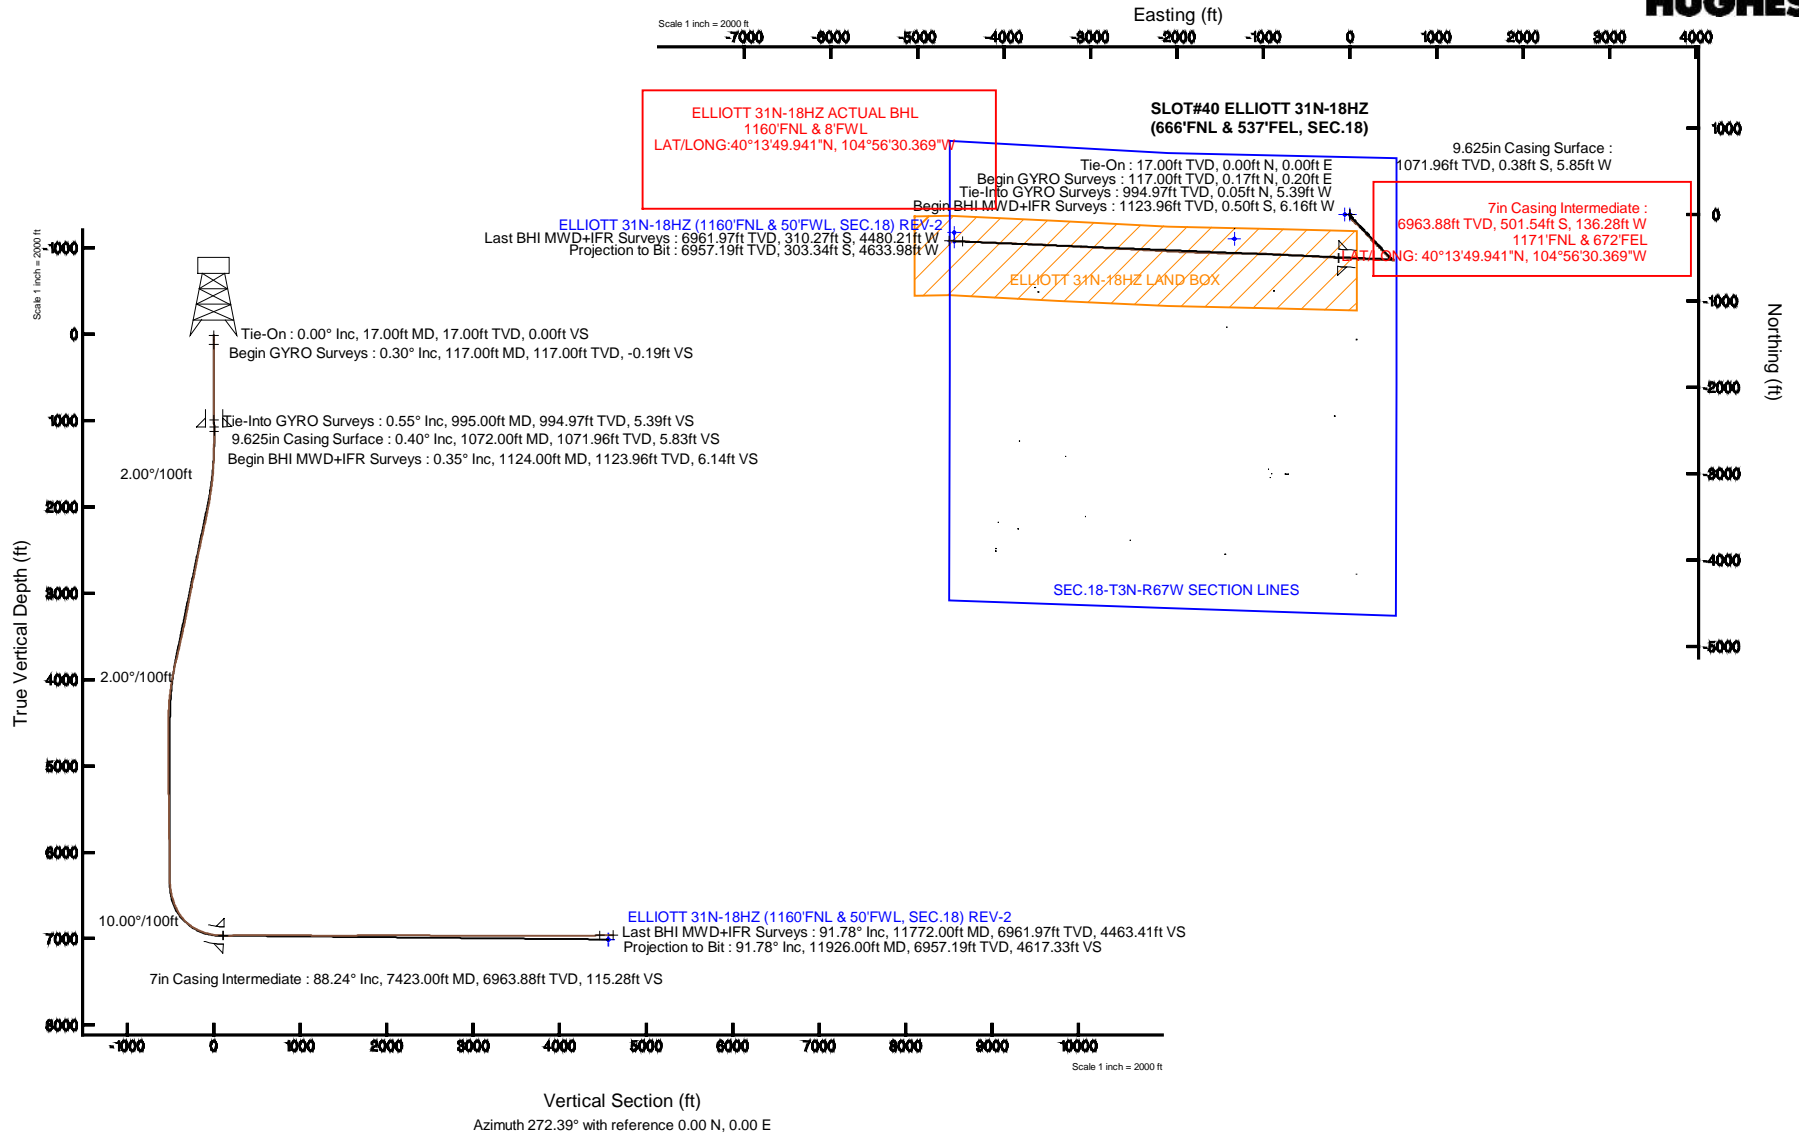 HUGHES
Easting (ft)
Scale 1 inch = 2000 ft
-7000 -6000 -5000 -4000 -3000 -2000 -1000 0 1000 2000 3000 4000
ELLIOTT 31N-18HZ ACTUAL BHL
1160'FNL & 8'FWL
LAT/LONG:40°13'49.941"N, 104°56'30.369"W
SLOT#40 ELLIOTT 31N-18HZ
(666'FNL & 537'FEL, SEC.18)
9.625in Casing Surface :
1071.96ft TVD, 0.38ft S, 5.85ft W
Tie-On : 17.00ft TVD, 0.00ft N, 0.00ft E
Begin GYRO Surveys : 117.00ft TVD, 0.17ft N, 0.20ft E
Tie-Into GYRO Surveys : 994.97ft TVD, 0.05ft N, 5.39ft W
Begin BHI MWD+IFR Surveys : 1123.96ft TVD, 0.50ft S, 6.16ft W
7in Casing Intermediate :
6963.88ft TVD, 501.54ft S, 136.28ft W
1171'FNL & 672'FEL
LAT/LONG: 40°13'49.941"N, 104°56'30.369"W
ELLIOTT 31N-18HZ (1160'FNL & 50'FWL, SEC.18) REV-2
Last BHI MWD+IFR Surveys : 6961.97ft TVD, 310.27ft S, 4480.21ft W
Projection to Bit : 6957.19ft TVD, 303.34ft S, 4633.98ft W
ELLIOTT 31N-18HZ LAND BOX
SEC.18-T3N-R67W SECTION LINES
1000
0
-1000
-2000
-3000
-4000
-5000
Northing (ft)
Scale 1 inch = 2000 ft
True Vertical Depth (ft)
-1000
0
1000
2000
3000
4000
5000
6000
7000
8000
Tie-On : 0.00° Inc, 17.00ft MD, 17.00ft TVD, 0.00ft VS
Begin GYRO Surveys : 0.30° Inc, 117.00ft MD, 117.00ft TVD, -0.19ft VS
Tie-Into GYRO Surveys : 0.55° Inc, 995.00ft MD, 994.97ft TVD, 5.39ft VS
9.625in Casing Surface : 0.40° Inc, 1072.00ft MD, 1071.96ft TVD, 5.83ft VS
Begin BHI MWD+IFR Surveys : 0.35° Inc, 1124.00ft MD, 1123.96ft TVD, 6.14ft VS
2.00°/100ft
2.00°/100ft
10.00°/100ft
ELLIOTT 31N-18HZ (1160'FNL & 50'FWL, SEC.18) REV-2
Last BHI MWD+IFR Surveys : 91.78° Inc, 11772.00ft MD, 6961.97ft TVD, 4463.41ft VS
Projection to Bit : 91.78° Inc, 11926.00ft MD, 6957.19ft TVD, 4617.33ft VS
7in Casing Intermediate : 88.24° Inc, 7423.00ft MD, 6963.88ft TVD, 115.28ft VS
-1000 0 1000 2000 3000 4000 5000 6000 7000 8000 9000 10000
Scale 1 inch = 2000 ft
Vertical Section (ft)
Azimuth 272.39° with reference 0.00 N, 0.00 E